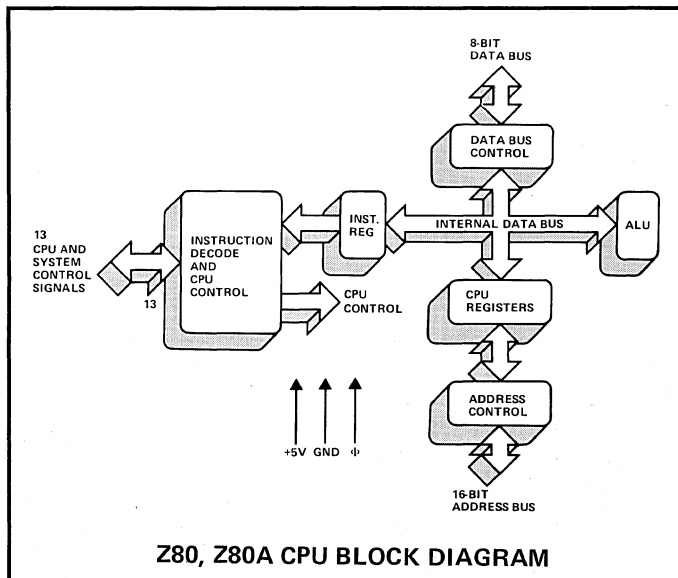 8-BIT
DATA BUS
DATA BUS
CONTROL
INST.
REG
INTERNAL DATA BUS
ALU
13
CPU AND
SYSTEM
CONTROL
SIGNALS
13
INSTRUCTION
DECODE
AND
CPU
CONTROL
CPU
CONTROL
CPU
REGISTERS
ADDRESS
CONTROL
+5V GND Φ
16-BIT
ADDRESS BUS
Z80, Z80A CPU BLOCK DIAGRAM